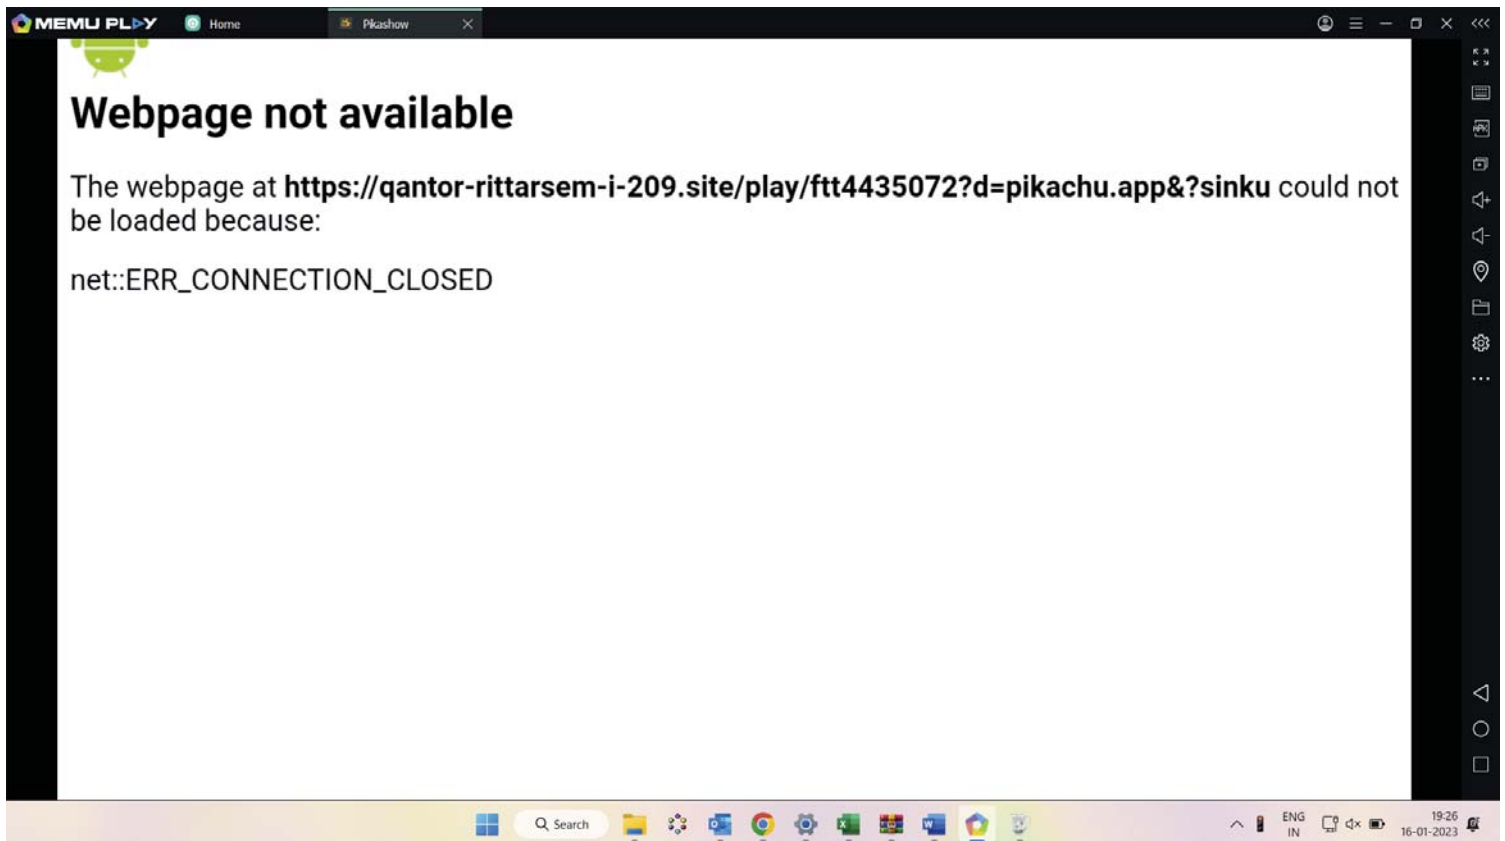 MEMU PLAY Home Pikashow
Webpage not available
The webpage at https://qantor-rittarsem-i-209.site/play/ftt4435072?d=pikachu.app&?sinku could not
be loaded because:
net::ERR_CONNECTION_CLOSED
APK
Search
ENG
IN
19:26
16-01-2023